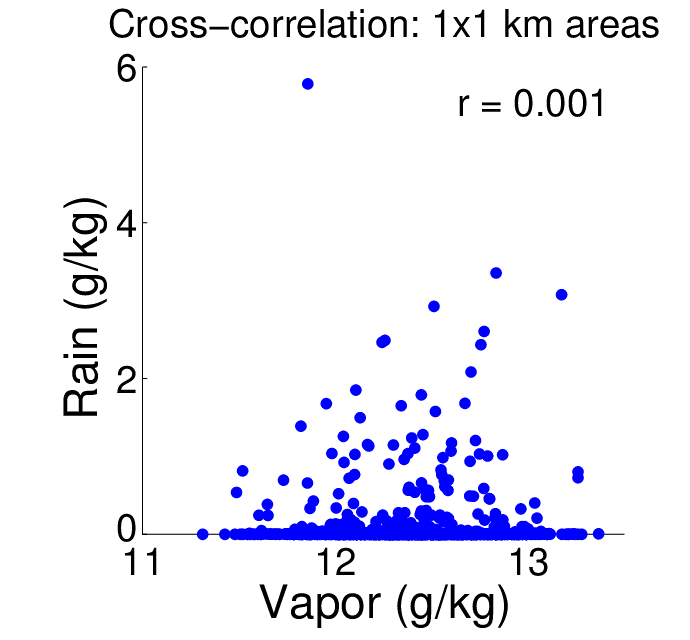 Cross−correlation: 1x1 km areas
r = 0.001
6
4
2
0
Rain (g/kg)
11
12
13
Vapor (g/kg)